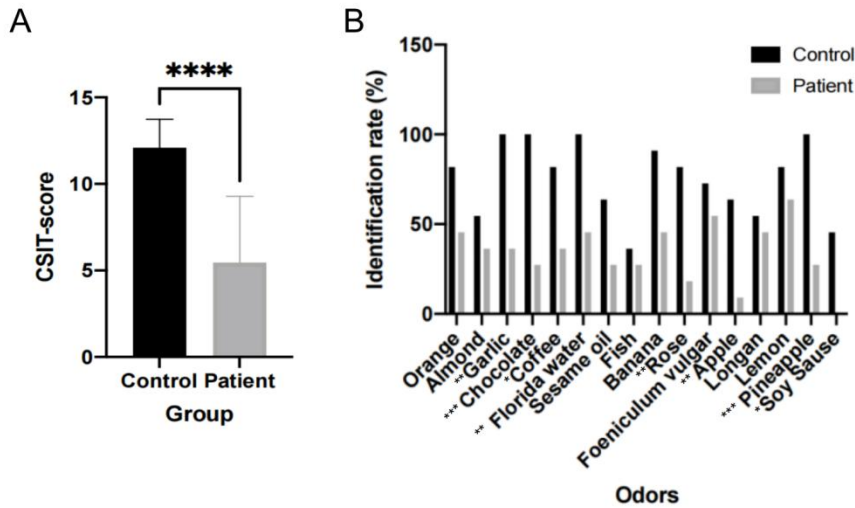 A
****
15
10
5
0
CSIT-score
Control Patient
Group
B
150
100
50
0
Identification rate (%)
Control
Patient
Orange
Almond
**Garlic
*** Chocolate
*Coffee
** Florida water
Sesame oil
Fish
Banana
**Rose
Foeniculum vulgar
** Apple
Longan
Lemon
*** Pineapple
*Soy Sause
Odors